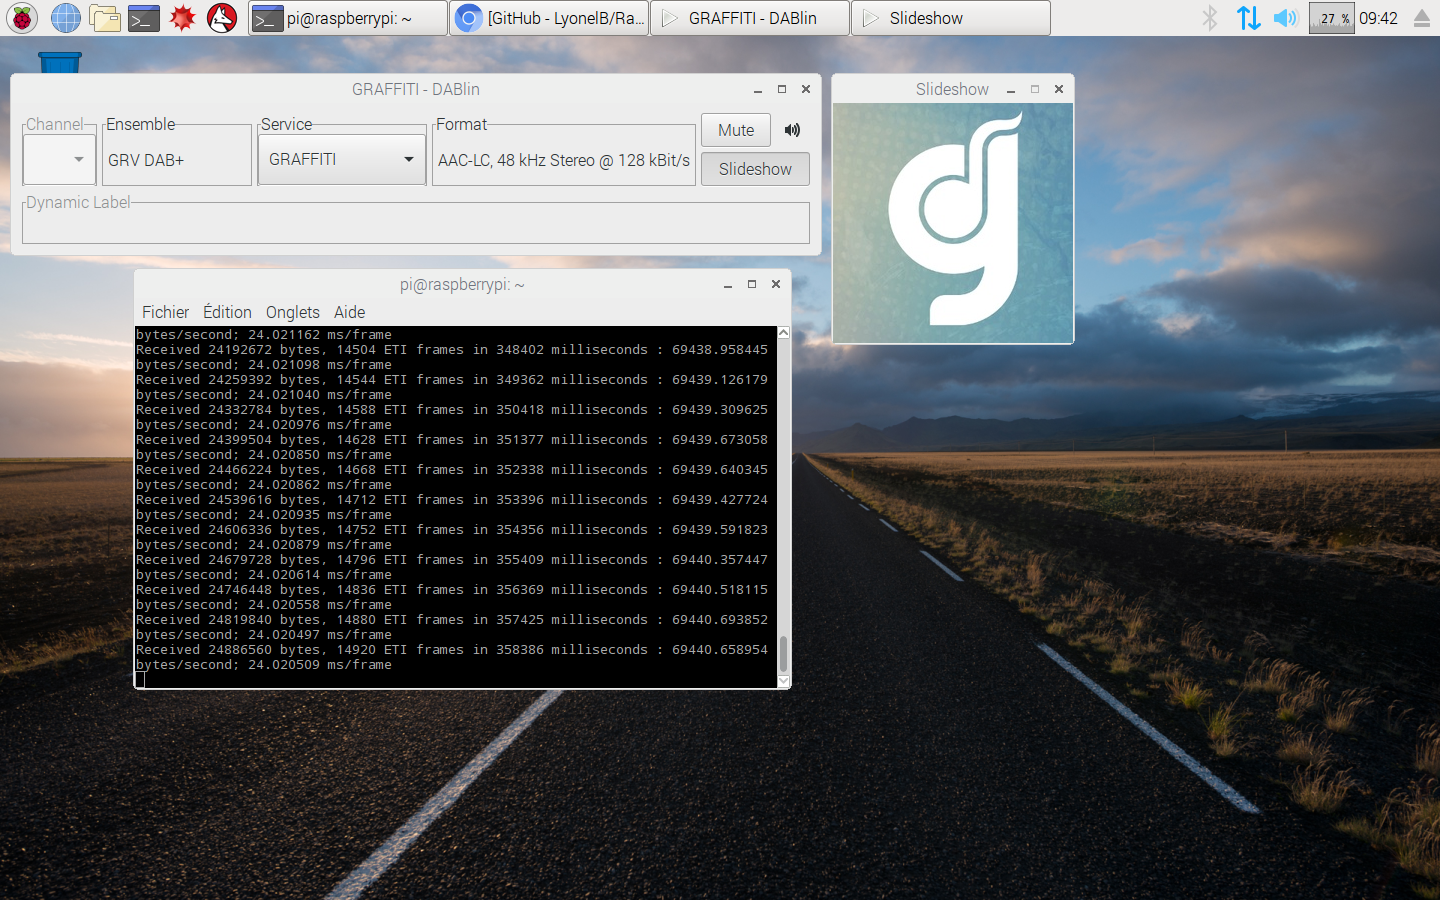 pi@raspberrypi: ~
[GitHub - LyonelB/Ra...
GRAFFITI - DABlin
Slideshow
27 %
09:42
GRAFFITI - DABlin
Channel
Ensemble
Service
Format
Mute
GRV DAB+
GRAFFITI
AAC-LC, 48 kHz Stereo @ 128 kBit/s
Slideshow
Dynamic Label
Slideshow
pi@raspberrypi: ~
Fichier Édition Onglets Aide
bytes/second; 24.021162 ms/frame
Received 24192672 bytes, 14504 ETI frames in 348402 milliseconds : 69438.958445
bytes/second; 24.021098 ms/frame
Received 24259392 bytes, 14544 ETI frames in 349362 milliseconds : 69439.126179
bytes/second; 24.021040 ms/frame
Received 24332784 bytes, 14588 ETI frames in 350418 milliseconds : 69439.309625
bytes/second; 24.020976 ms/frame
Received 24399504 bytes, 14628 ETI frames in 351377 milliseconds : 69439.673058
bytes/second; 24.020850 ms/frame
Received 24466224 bytes, 14668 ETI frames in 352338 milliseconds : 69439.640345
bytes/second; 24.020862 ms/frame
Received 24539616 bytes, 14712 ETI frames in 353396 milliseconds : 69439.427724
bytes/second; 24.020935 ms/frame
Received 24606336 bytes, 14752 ETI frames in 354356 milliseconds : 69439.591823
bytes/second; 24.020879 ms/frame
Received 24679728 bytes, 14796 ETI frames in 355409 milliseconds : 69440.357447
bytes/second; 24.020614 ms/frame
Received 24746448 bytes, 14836 ETI frames in 356369 milliseconds : 69440.518115
bytes/second; 24.020558 ms/frame
Received 24819840 bytes, 14880 ETI frames in 357425 milliseconds : 69440.693852
bytes/second; 24.020497 ms/frame
Received 24886560 bytes, 14920 ETI frames in 358386 milliseconds : 69440.658954
bytes/second; 24.020509 ms/frame